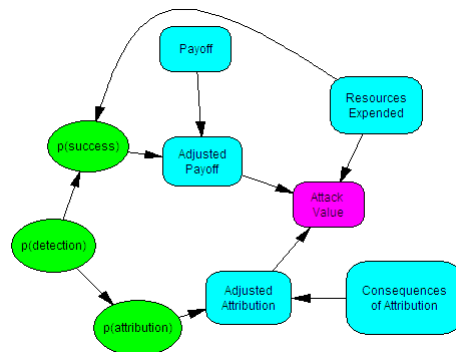 Payoff
Resources
Expended
p(success)
Adjusted
Payoff
Attack
Value
p(detection)
Adjusted
Attribution
Consequences
of Attribution
p(attribution)